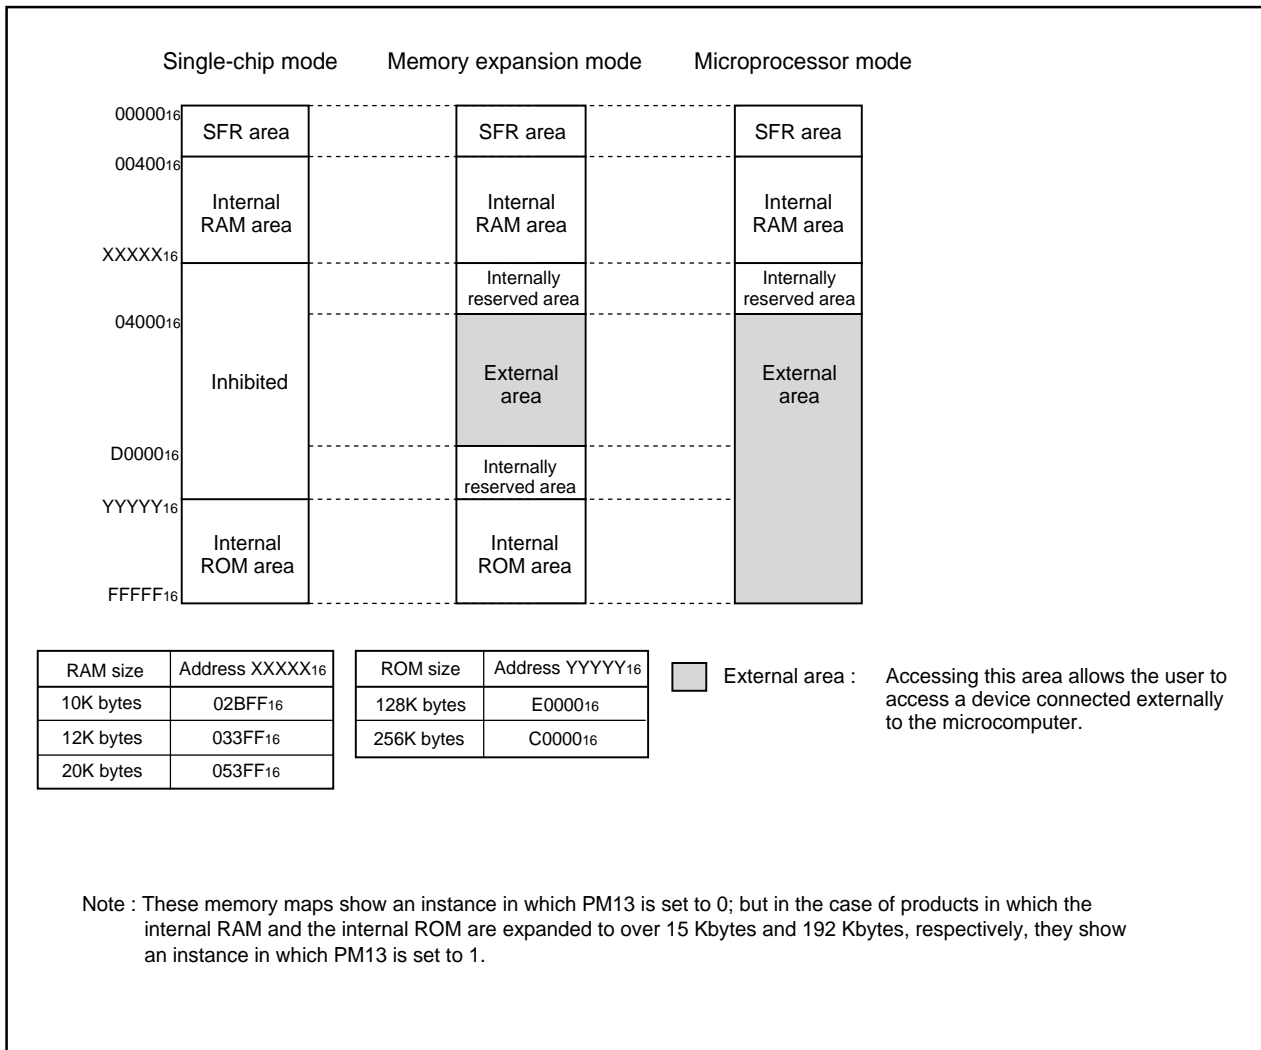 Single-chip mode
Memory expansion mode
Microprocessor mode
0000016
SFR area
SFR area
SFR area
0040016
Internal
RAM area
Internal
RAM area
Internal
RAM area
XXXXX16
Internally
reserved area
Internally
reserved area
0400016
Inhibited
External
area
External
area
D000016
Internally
reserved area
YYYYY16
Internal
ROM area
Internal
ROM area
FFFFF16
RAM size Address XXXXX16
10K bytes 02BFF16
12K bytes 033FF16
20K bytes 053FF16
ROM size Address YYYYY16
128K bytes E000016
256K bytes C000016
External area : Accessing this area allows the user to
access a device connected externally
to the microcomputer.
Note : These memory maps show an instance in which PM13 is set to 0; but in the case of products in which the
internal RAM and the internal ROM are expanded to over 15 Kbytes and 192 Kbytes, respectively, they show
an instance in which PM13 is set to 1.